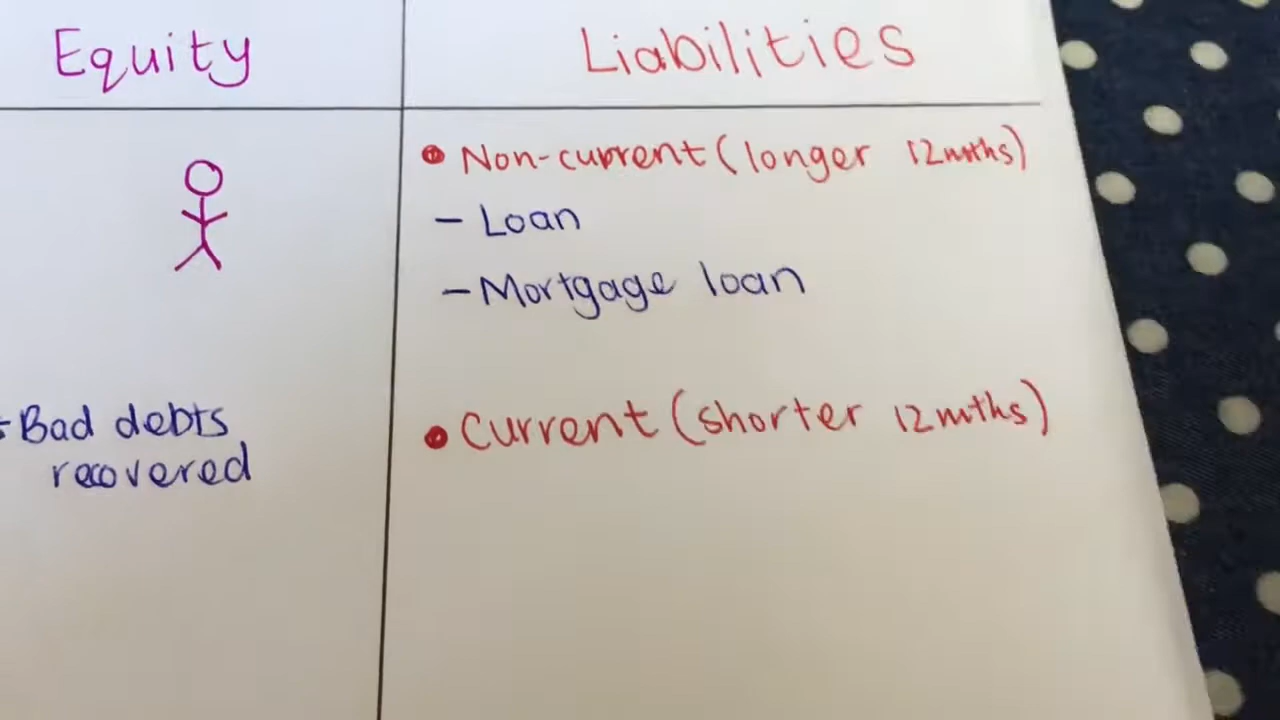 Equity
Liabilities
• Non-current (longer 12mths)
- Loan
- Mortgage loan
- Bad debts
recovered
• Current (shorter 12mths)